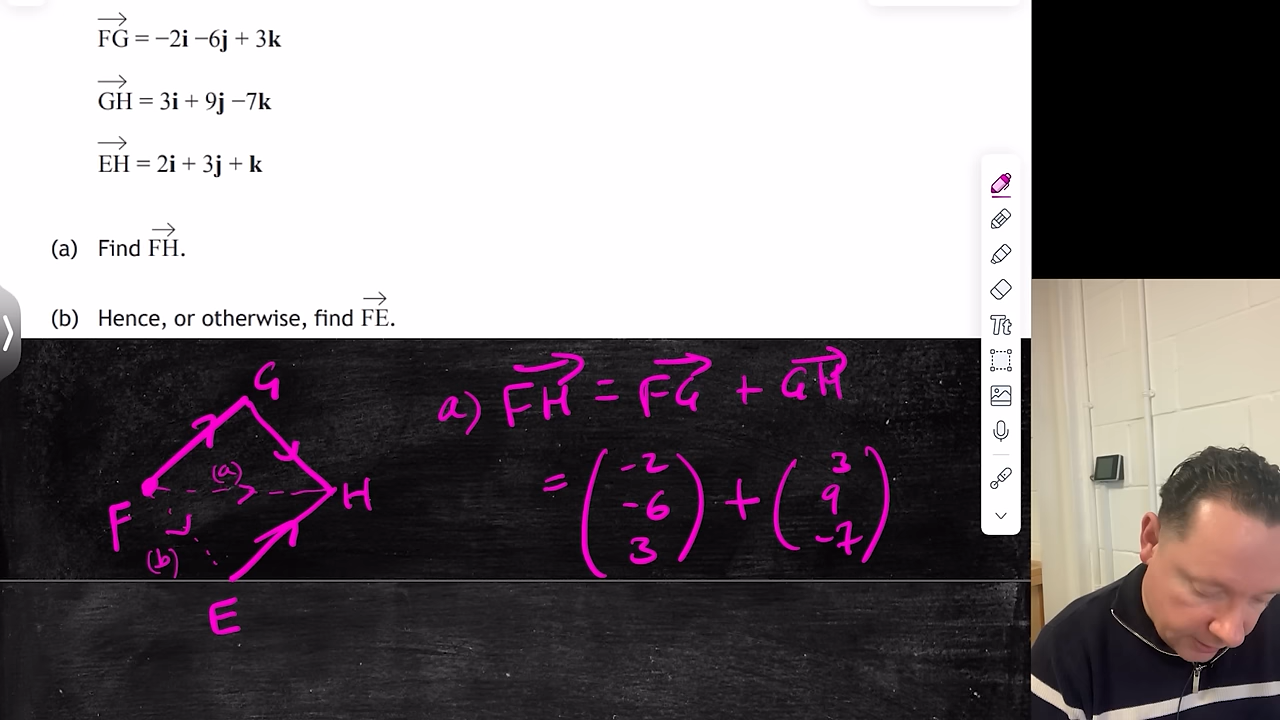 FG = −2i −6j + 3k
GH = 3i + 9j −7k
EH = 2i + 3j + k
(a) Find FH.
(b) Hence, or otherwise, find FE.
G
F
H
E
(a)
(b)
a) FH = FG + GH
= (-2 -6 3) + (3 9 -7)
Tt